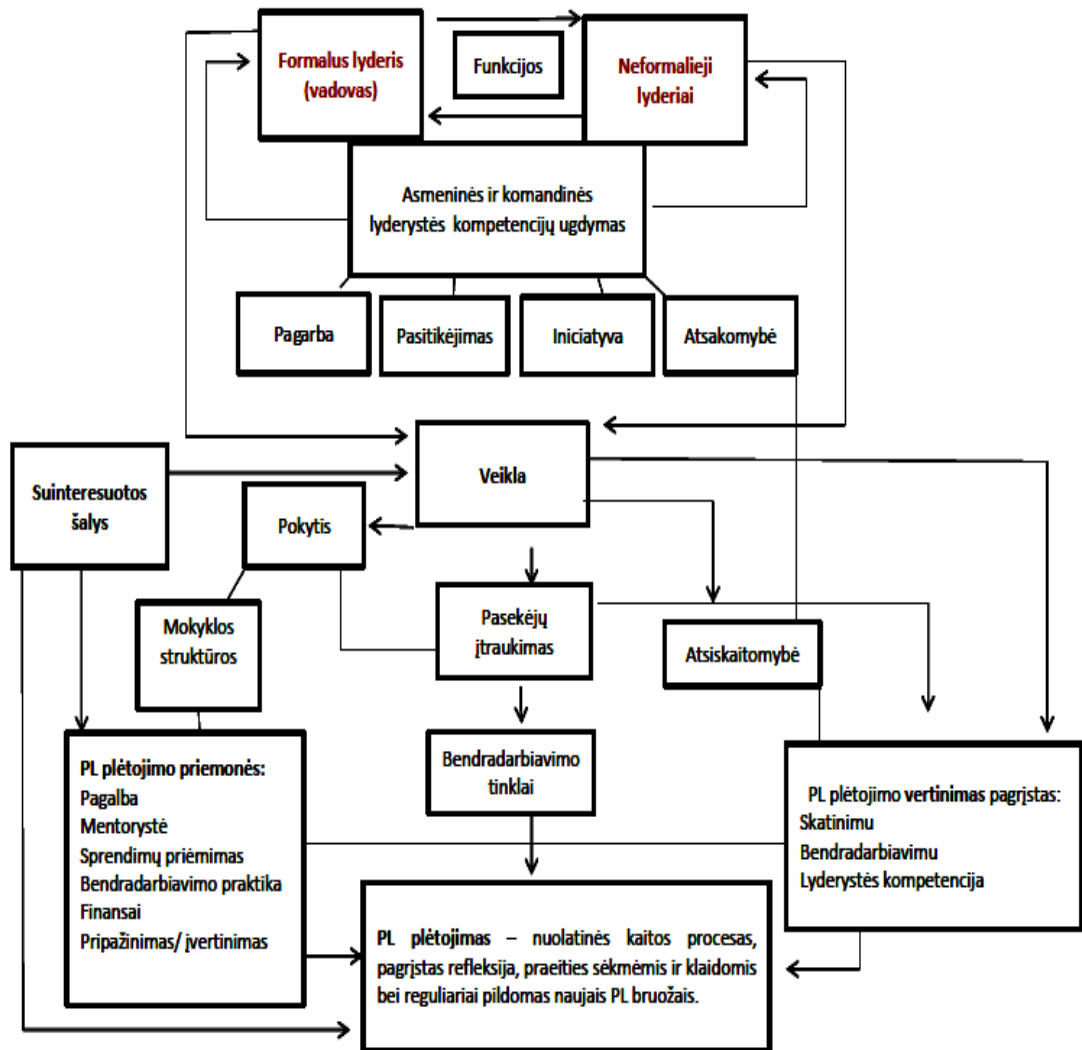 Formalus lyderis
(vadovas)
Funkcijos
Neformalieji
lyderiai
Asmeninės ir komandinės
lyderystės kompetencijų ugdymas
Pagarba
Pasitikėjimas
Iniciatyva
Atsakomybė
Suinteresuotos
šalys
Veikla
Pokytis
Mokyklos
struktūros
Pasekėjų
įtraukimas
Atsiskaitomybė
Bendradarbiavimo
tinklai
PL plėtojimo priemonės:
Pagalba
Mentorystė
Sprendimų priėmimas
Bendradarbiavimo praktika
Finansai
Pripažinimas/ įvertinimas
PL plėtojimo vertinimas pagrįstas:
Skatinimu
Bendradarbiavimu
Lyderystės kompetencija
PL plėtojimas – nuolatinės kaitos procesas,
pagrįstas refleksija, praeities sėkmėmis ir klaidomis
bei reguliariai pildomas naujais PL bruožais.